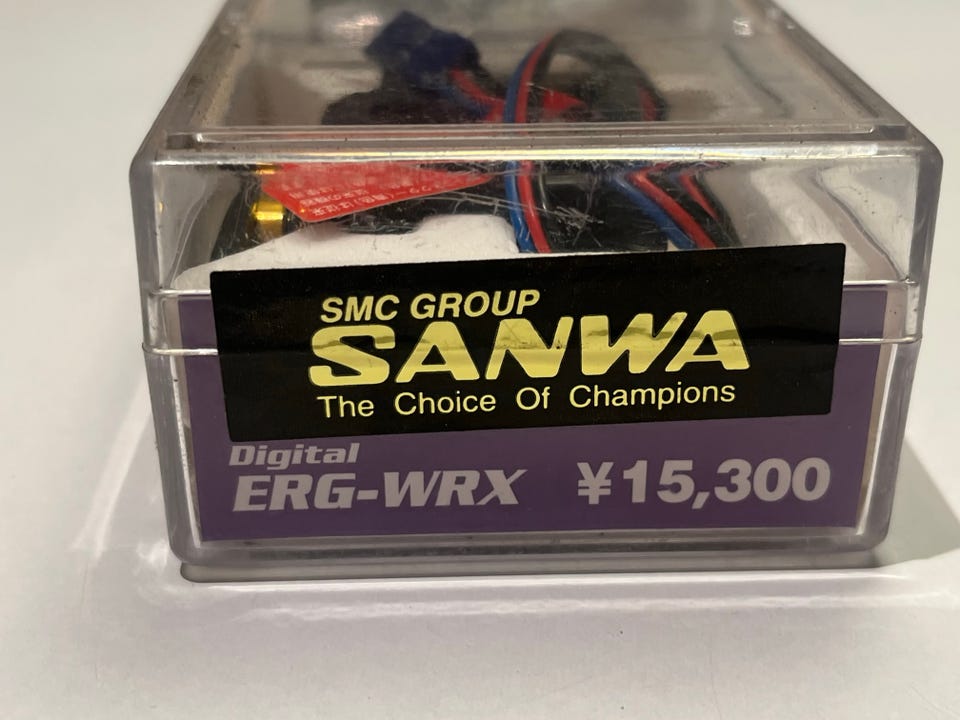 SMC GROUP
SANWA
The Choice Of Champions
Digital
ERG-WRX ¥15,300